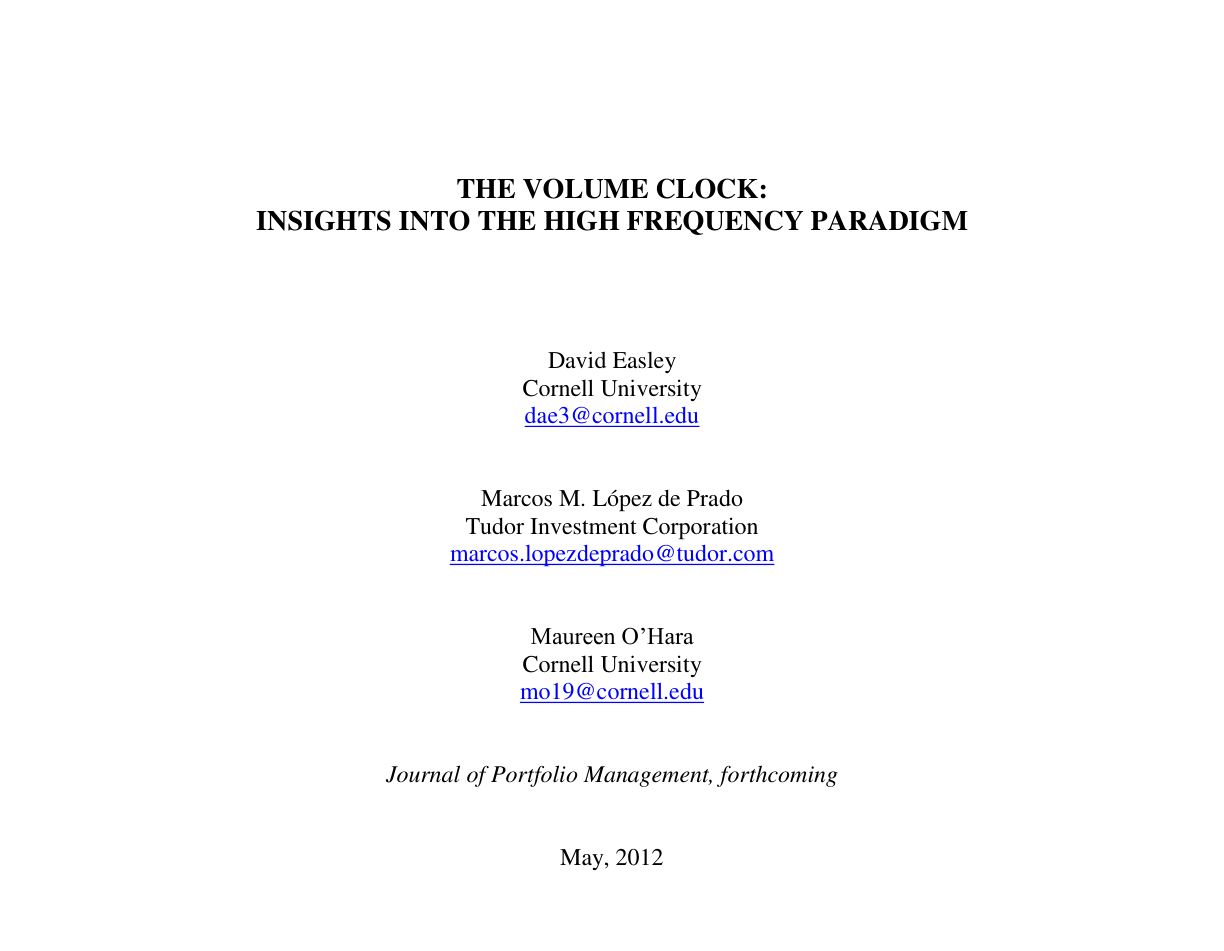 THE VOLUME CLOCK:
INSIGHTS INTO THE HIGH FREQUENCY PARADIGM
David Easley
Cornell University
dae3@cornell.edu
Marcos M. López de Prado
Tudor Investment Corporation
marcos.lopezdeprado@tudor.com
Maureen O’Hara
Cornell University
mo19@cornell.edu
Journal of Portfolio Management, forthcoming
May, 2012